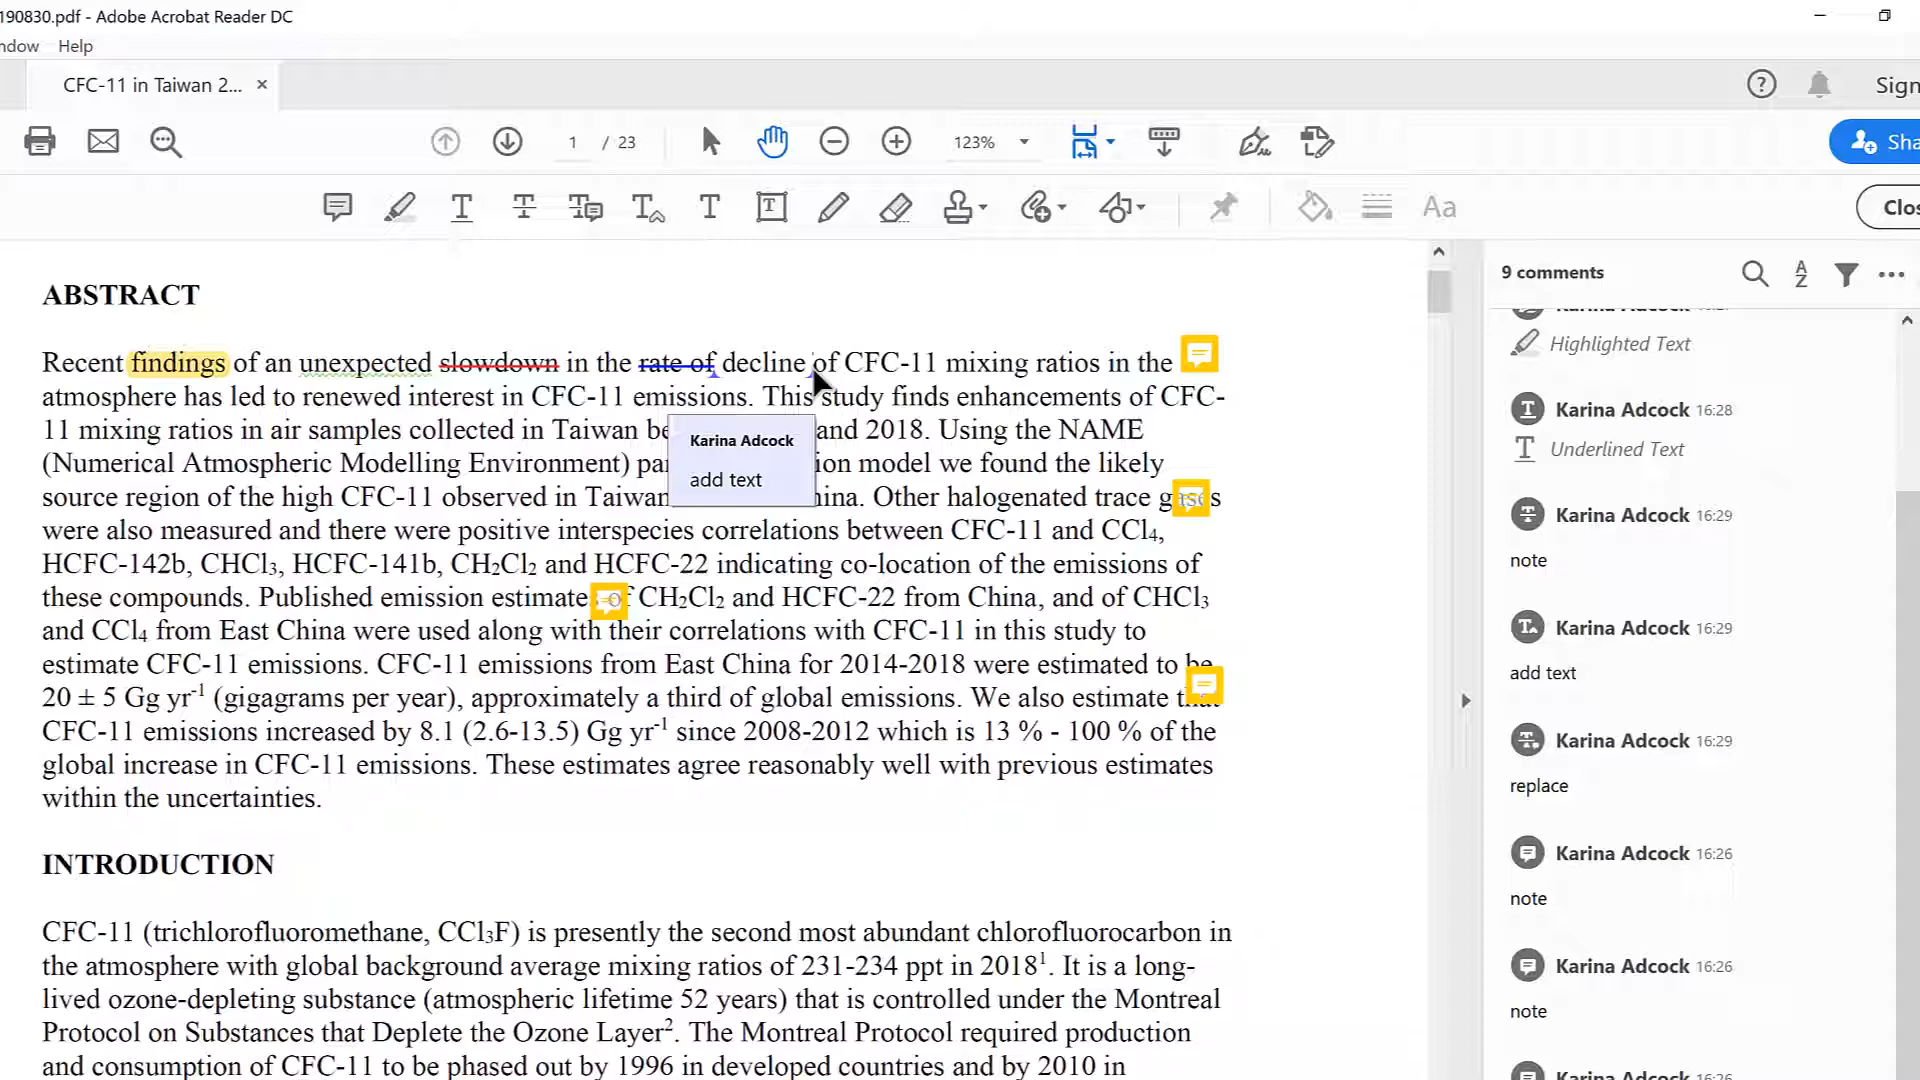 190830.pdf - Adobe Acrobat Reader DC
ndow Help
CFC-11 in Taiwan 2... ×
Sign
1 / 23
123%
Sha
T
Aa
Clos
ABSTRACT
Recent findings of an unexpected slowdown in the rate of decline of CFC-11 mixing ratios in the
atmosphere has led to renewed interest in CFC-11 emissions. This study finds enhancements of CFC-
11 mixing ratios in air samples collected in Taiwan be and 2018. Using the NAME
(Numerical Atmospheric Modelling Environment) par ion model we found the likely
source region of the high CFC-11 observed in Taiwan hina. Other halogenated trace gases
were also measured and there were positive interspecies correlations between CFC-11 and CCl₄,
HCFC-142b, CHCl₃, HCFC-141b, CH₂Cl₂ and HCFC-22 indicating co-location of the emissions of
these compounds. Published emission estimates of CH₂Cl₂ and HCFC-22 from China, and of CHCl₃
and CCl₄ from East China were used along with their correlations with CFC-11 in this study to
estimate CFC-11 emissions. CFC-11 emissions from East China for 2014-2018 were estimated to be
20 ± 5 Gg yr⁻¹ (gigagrams per year), approximately a third of global emissions. We also estimate that
CFC-11 emissions increased by 8.1 (2.6-13.5) Gg yr⁻¹ since 2008-2012 which is 13 % - 100 % of the
global increase in CFC-11 emissions. These estimates agree reasonably well with previous estimates
within the uncertainties.
INTRODUCTION
CFC-11 (trichlorofluoromethane, CCl₃F) is presently the second most abundant chlorofluorocarbon in
the atmosphere with global background average mixing ratios of 231-234 ppt in 2018¹. It is a long-
lived ozone-depleting substance (atmospheric lifetime 52 years) that is controlled under the Montreal
Protocol on Substances that Deplete the Ozone Layer². The Montreal Protocol required production
and consumption of CFC-11 to be phased out by 1996 in developed countries and by 2010 in
Karina Adcock
add text
9 comments
Karina Adcock
Highlighted Text
Karina Adcock 16:28
Underlined Text
Karina Adcock 16:29
note
Karina Adcock 16:29
add text
Karina Adcock 16:29
replace
Karina Adcock 16:26
note
Karina Adcock 16:26
note
Karina Adcock 16:26